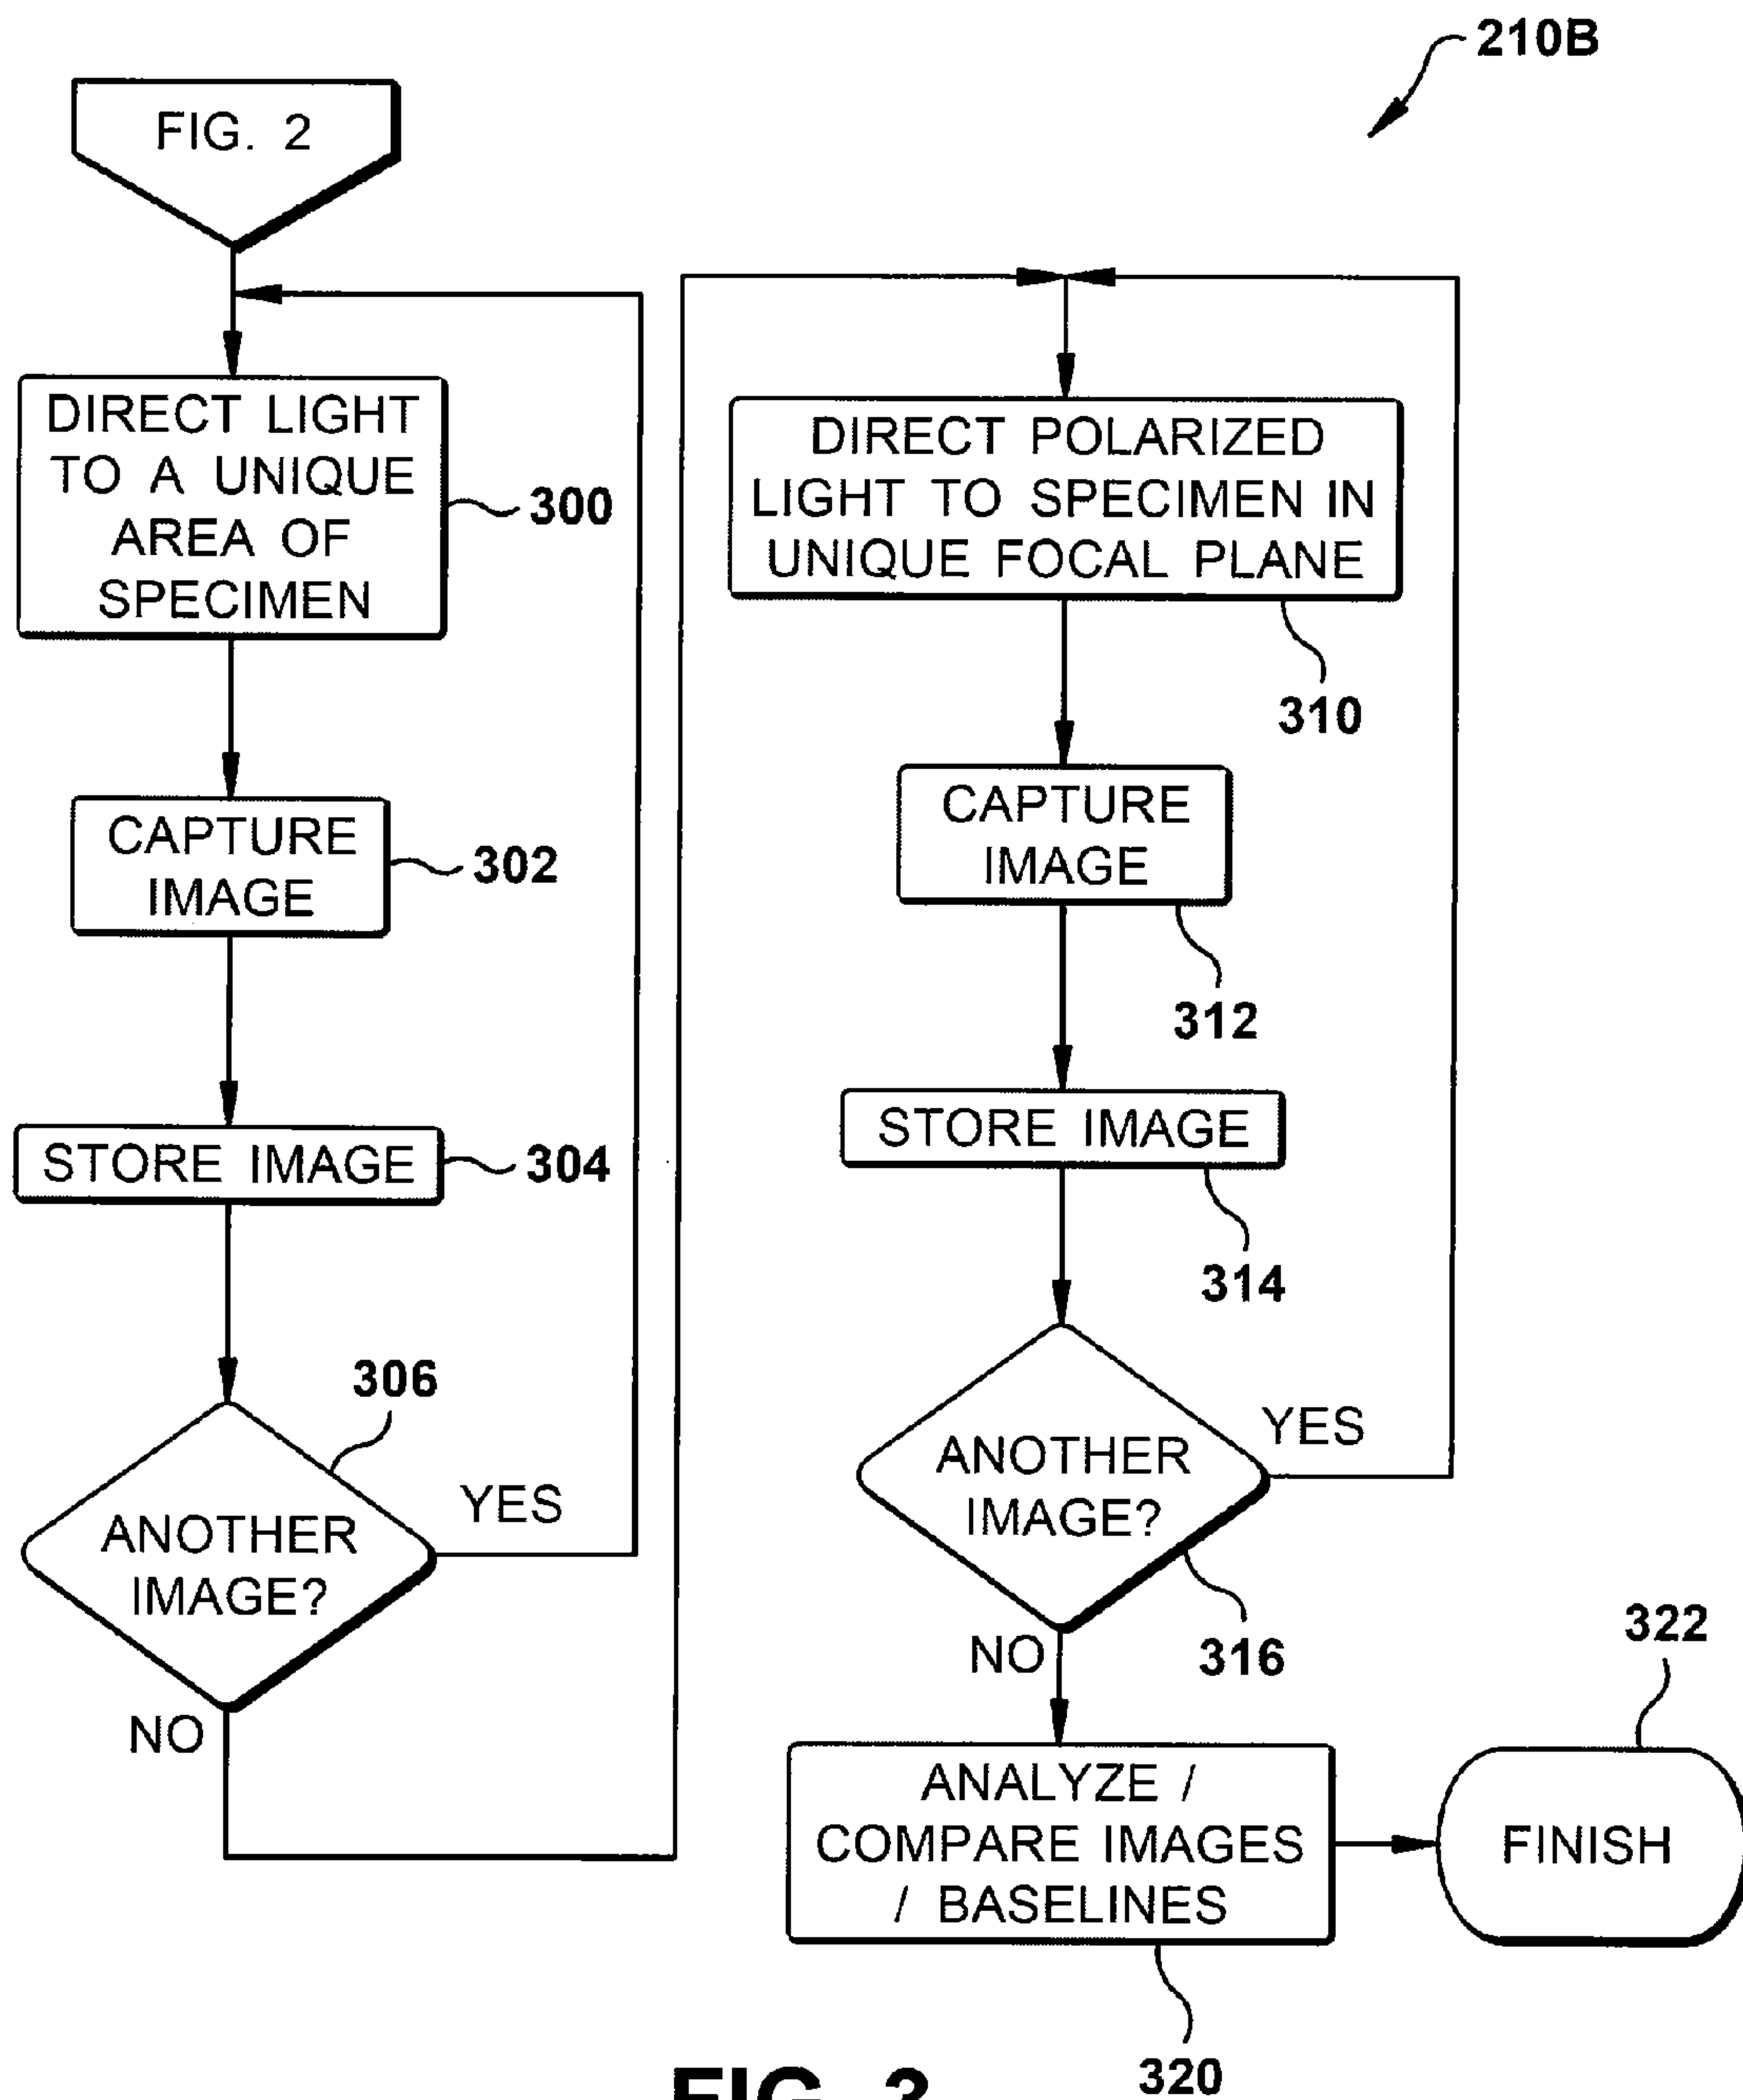 210B
FIG. 2
DIRECT LIGHT
TO A UNIQUE
AREA OF
SPECIMEN
300
CAPTURE
IMAGE
302
STORE IMAGE
304
306
ANOTHER
IMAGE?
YES
NO
DIRECT POLARIZED
LIGHT TO SPECIMEN IN
UNIQUE FOCAL PLANE
310
CAPTURE
IMAGE
312
STORE IMAGE
314
ANOTHER
IMAGE?
YES
316
NO
ANALYZE /
COMPARE IMAGES
/ BASELINES
320
322
FINISH
FIG. 3